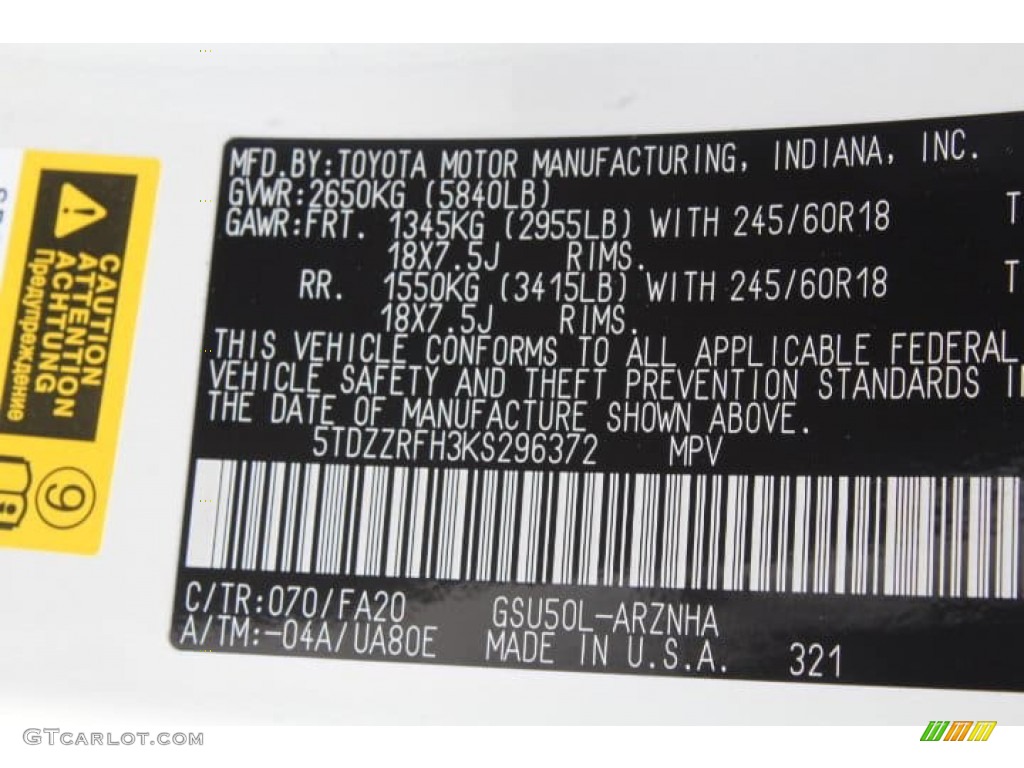 MFD.BY:TOYOTA MOTOR MANUFACTURING, INDIANA, INC.
GVWR:2650KG (5840LB)
GAWR:FRT. 1345KG (2955LB) WITH 245/60R18 T
18X7.5J RIMS.
RR. 1550KG (3415LB) WITH 245/60R18 T
18X7.5J RIMS.
THIS VEHICLE CONFORMS TO ALL APPLICABLE FEDERAL
VEHICLE SAFETY AND THEFT PREVENTION STANDARDS I
THE DATE OF MANUFACTURE SHOWN ABOVE.
5TDZZRFH3KS296372 MPV
C/TR:070/FA20 GSU50L-ARZNHA
A/TM:-04A/UA80E MADE IN U.S.A. 321
CAUTION
ATTENTION
ACHTUNG
Предупреждение
9
GTCARLOT.COM